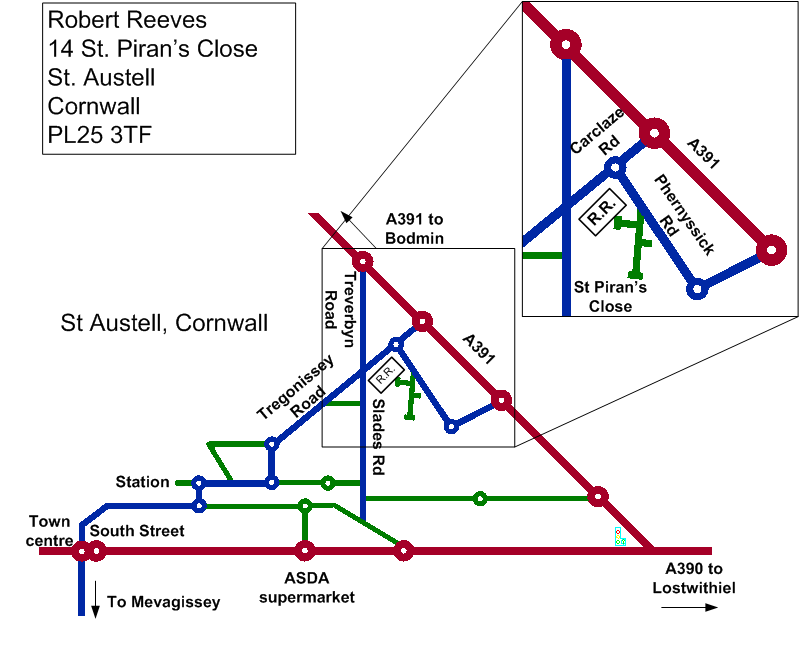 Robert Reeves
14 St. Piran's Close
St. Austell
Cornwall
PL25 3TF
Carclaze
Rd
A391
Phernyssick
Rd
R.R.
St Piran's
Close
A391 to
Bodmin
Treverbyn
Road
St Austell, Cornwall
A391
R.R.
Tregonissey
Road
Slades Rd
Station
Town
centre
South Street
ASDA
supermarket
A390 to
Lostwithiel
To Mevagissey